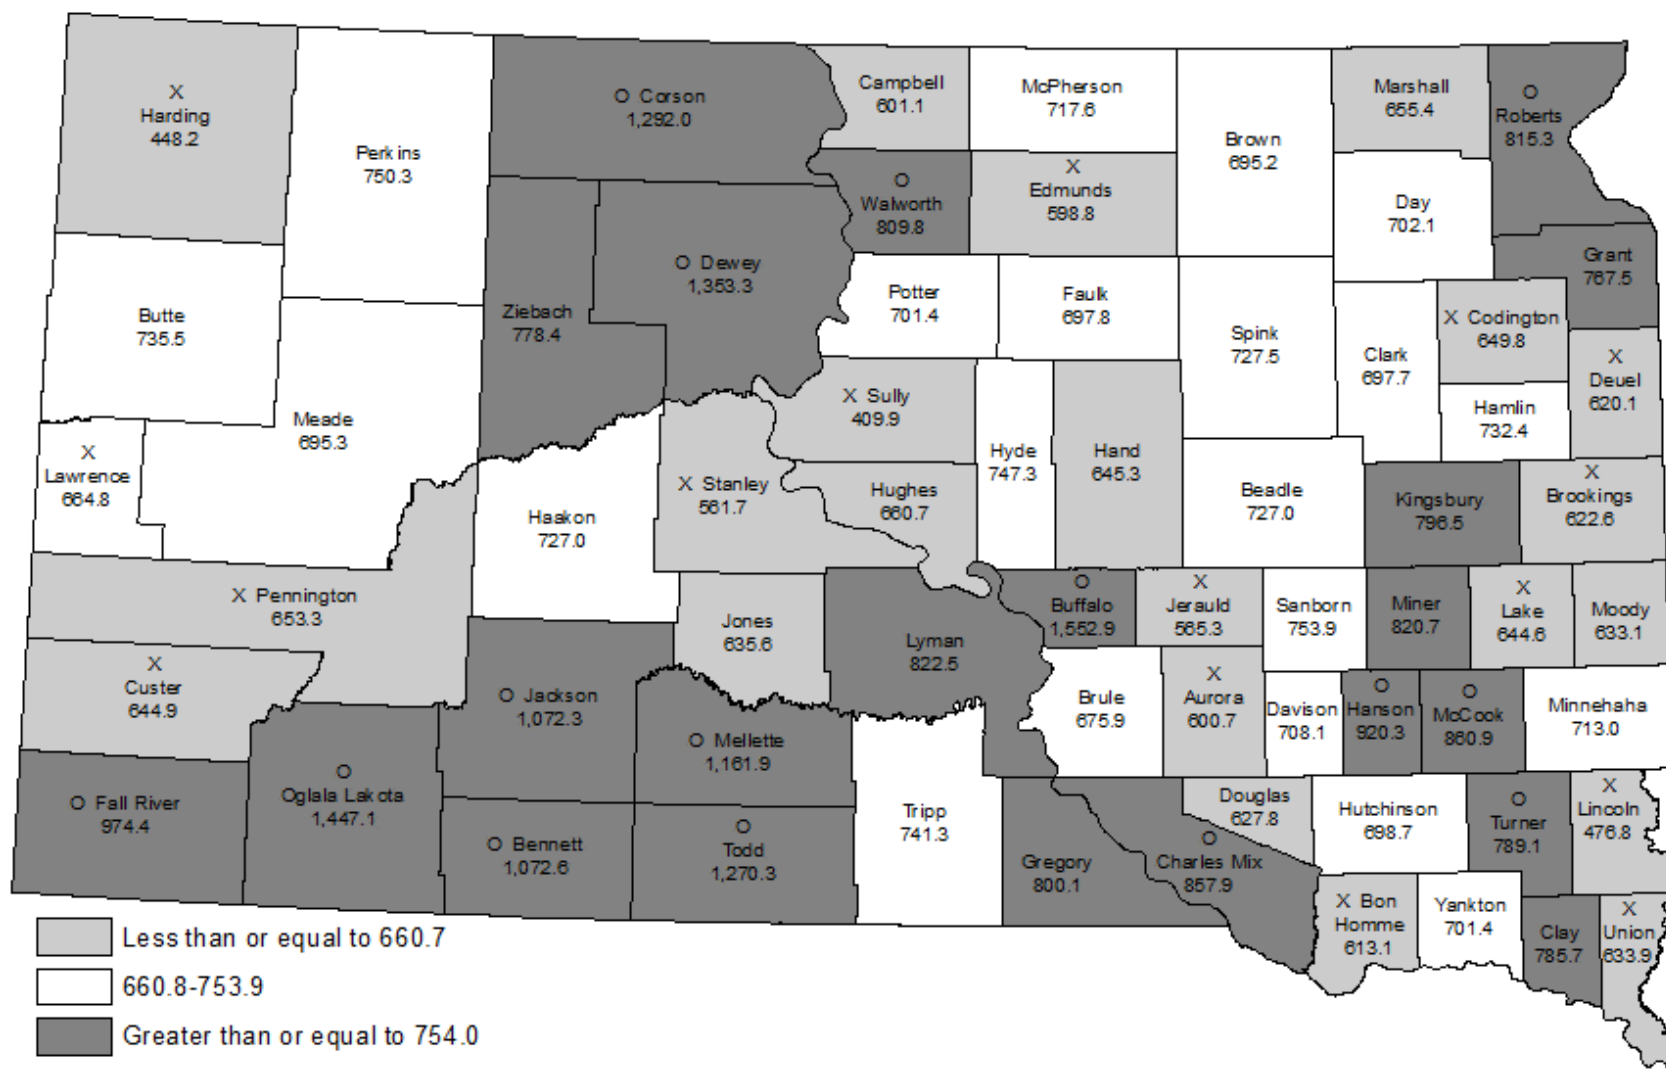 X
Harding
448.2
Perkins
750.3
O Corson
1,292.0
Campbell
601.1
McPherson
717.6
Brown
695.2
Marshall
655.4
O
Roberts
815.3
O
Walworth
809.8
X
Edmunds
598.8
Day
702.1
Grant
767.5
Butte
735.5
Ziebach
778.4
O Dewey
1,353.3
Potter
701.4
Faulk
697.8
Spink
727.5
Clark
697.7
X Codington
649.8
X
Deuel
620.1
Hamlin
732.4
X
Lawrence
664.8
Meade
695.3
Haakon
727.0
X Stanley
561.7
X Sully
409.9
Hughes
660.7
Hyde
747.3
Hand
645.3
Beadle
727.0
Kingsbury
796.5
X
Brookings
622.6
X Pennington
653.3
Jones
635.6
Lyman
822.5
O
Buffalo
1,552.9
X
Jerauld
565.3
Sanborn
753.9
Miner
820.7
X
Lake
644.6
Moody
633.1
X
Custer
644.9
O Jackson
1,072.3
O Mellette
1,161.9
Brule
675.9
X
Aurora
600.7
Davison
708.1
O
Hanson
920.3
O
McCook
860.9
Minnehaha
713.0
O Fall River
974.4
O
Oglala Lakota
1,447.1
O Bennett
1,072.6
O
Todd
1,270.3
Tripp
741.3
Gregory
800.1
O
Charles Mix
857.9
Douglas
627.8
Hutchinson
698.7
O
Turner
789.1
X
Lincoln
476.8
X Bon
Homme
613.1
Yankton
701.4
Clay
785.7
X
Union
633.9
Less than or equal to 660.7
660.8-753.9
Greater than or equal to 754.0